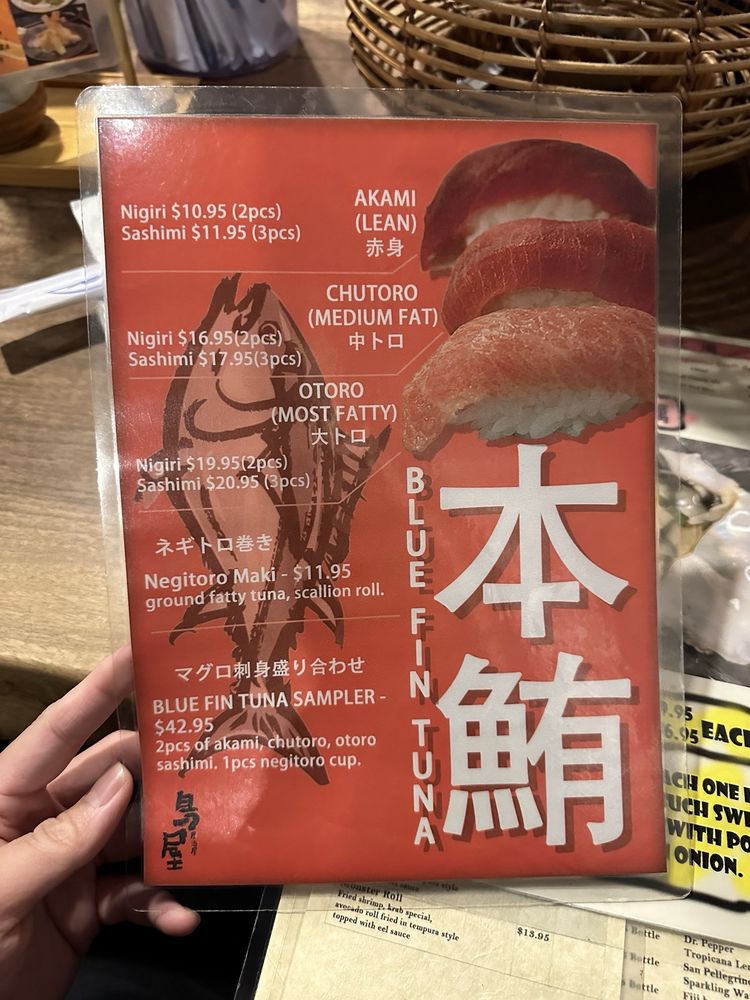 Nigiri $10.95 (2pcs)
Sashimi $11.95 (3pcs)
AKAMI
(LEAN)
赤身
CHUTORO
(MEDIUM FAT)
中トロ
Nigiri $16.95(2pcs)
Sashimi $17.95(3pcs)
OTORO
(MOST FATTY)
大トロ
Nigiri $19.95(2pcs)
Sashimi $20.95 (3pcs)
ネギトロ巻き
Negitoro Maki - $11.95
ground fatty tuna, scallion roll.
マグロ刺身盛り合わせ
BLUE FIN TUNA SAMPLER -
$42.95
2pcs of akami, chutoro, otoro
sashimi. 1pcs negitoro cup.
BLUE FIN TUNA
本鮪
EACH
ONE
WITH
ONION.
Monster Roll
Fried shrimp, krab special,
avocado roll fried in tempura style
topped with eel sauce
$13.95
Bottle
Dr. Pepper
Tropicana
Bottle
San Pellegrino
Sparkling
Bottle